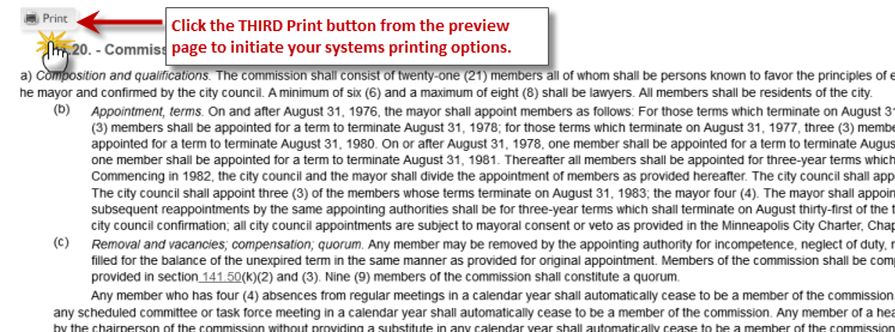 Print
Click the THIRD Print button from the preview
page to initiate your systems printing options.
.20. - Commiss
a) Composition and qualifications. The commission shall consist of twenty-one (21) members all of whom shall be persons known to favor the principles of e
he mayor and confirmed by the city council. A minimum of six (6) and a maximum of eight (8) shall be lawyers. All members shall be residents of the city.
(b) Appointment, terms. On and after August 31, 1976, the mayor shall appoint members as follows: For those terms which terminate on August 3
(3) members shall be appointed for a term to terminate August 31, 1978; for those terms which terminate on August 31, 1977, three (3) membe
appointed for a term to terminate August 31, 1980. On or after August 31, 1978, one member shall be appointed for a term to terminate Augus
one member shall be appointed for a term to terminate August 31, 1981. Thereafter all members shall be appointed for three-year terms which
Commencing in 1982, the city council and the mayor shall divide the appointment of members as provided hereafter. The city council shall app
The city council shall appoint three (3) of the members whose terms terminate on August 31, 1983; the mayor four (4). The mayor shall appoin
subsequent reappointments by the same appointing authorities shall be for three-year terms which shall terminate on August thirty-first of the t
city council confirmation; all city council appointments are subject to mayoral consent or veto as provided in the Minneapolis City Charter, Chap
(c) Removal and vacancies; compensation; quorum. Any member may be removed by the appointing authority for incompetence, neglect of duty,
filled for the balance of the unexpired term in the same manner as provided for original appointment. Members of the commission shall be com
provided in section 141.50(k)(2) and (3). Nine (9) members of the commission shall constitute a quorum.
Any member who has four (4) absences from regular meetings in a calendar year shall automatically cease to be a member of the commission
any scheduled committee or task force meeting in a calendar year shall automatically cease to be a member of the commission. Any member of a hea
by the chairperson of the commission without providing a substitute in any calendar year shall automatically cease to be a member of the commissio